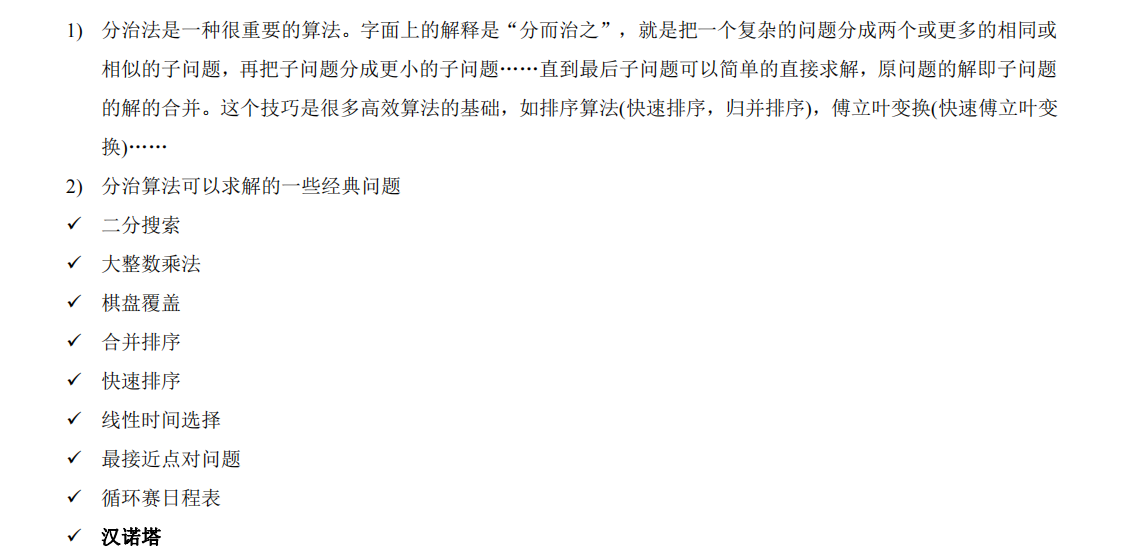 1) 分治法是一种很重要的算法。字面上的解释是“分而治之”，就是把一个复杂的问题分成两个或更多的相同或
相似的子问题，再把子问题分成更小的子问题……直到最后子问题可以简单的直接求解，原问题的解即子问题
的解的合并。这个技巧是很多高效算法的基础，如排序算法(快速排序，归并排序)，傅立叶变换(快速傅立叶变
换)……
2) 分治算法可以求解的一些经典问题
✓ 二分搜索
✓ 大整数乘法
✓ 棋盘覆盖
✓ 合并排序
✓ 快速排序
✓ 线性时间选择
✓ 最接近点对问题
✓ 循环赛日程表
✓ 汉诺塔